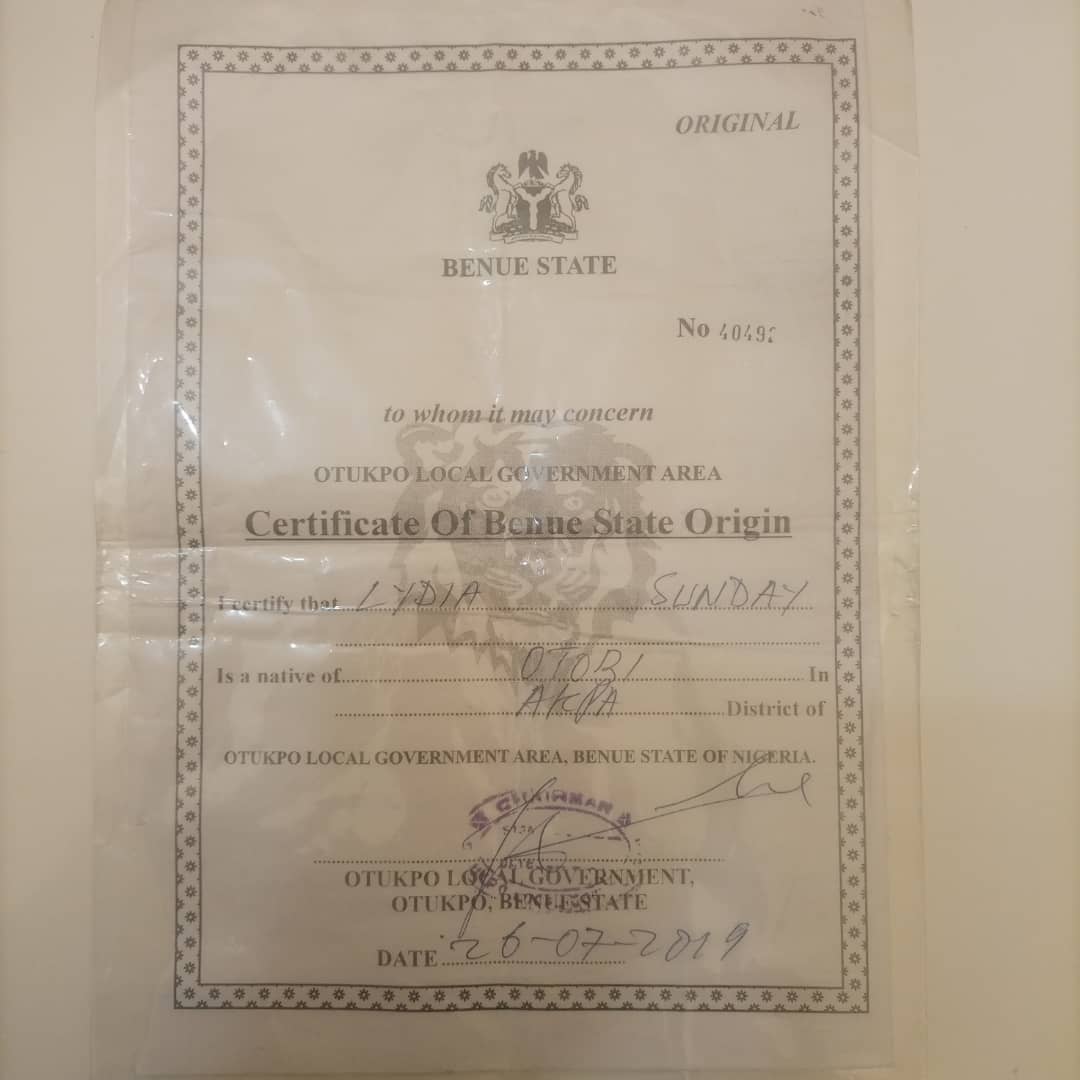 ORIGINAL
BENUE STATE
No 40492
to whom it may concern
OTUKPO LOCAL GOVERNMENT AREA
Certificate Of Benue State Origin
I certify that LYDIA SUNDAY
Is a native of OTOBI In
AKPA District of
OTUKPO LOCAL GOVERNMENT AREA, BENUE STATE OF NIGERIA.
CHAIRMAN
OTUKPO LOCAL GOVERNMENT,
OTUKPO, BENUE STATE
DATE 26-07-2019